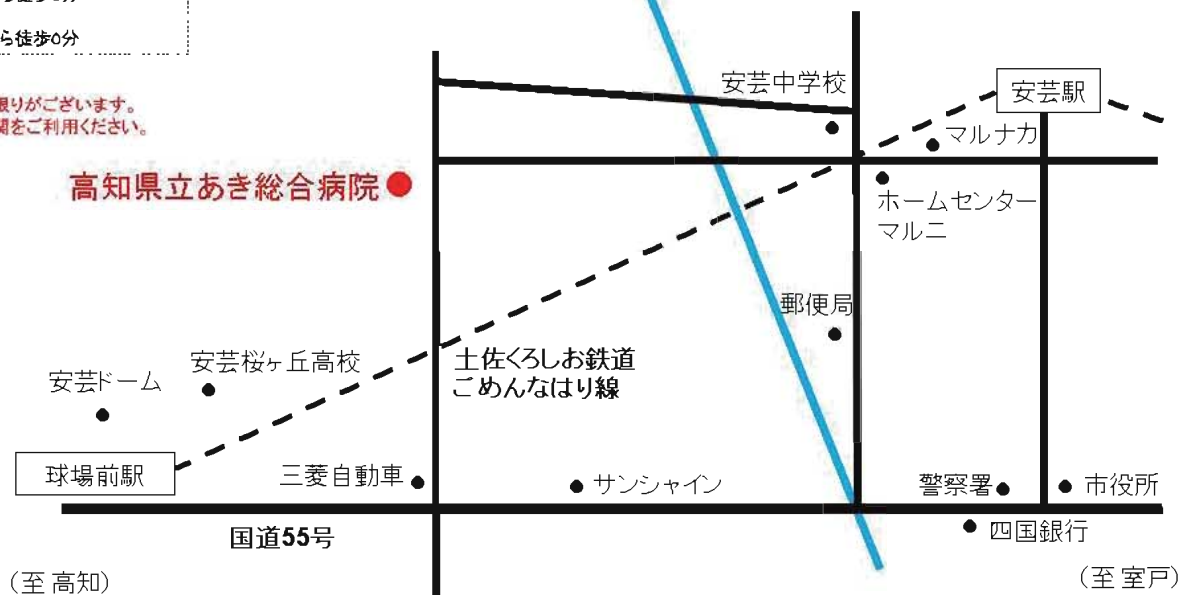 ら徒歩0分
限りがございます。
関をご利用ください。
安芸中学校
安芸駅
マルナカ
高知県立あき総合病院
ホームセンター
マルニ
郵便局
土佐くろしお鉄道
ごめんなはり線
安芸桜ヶ丘高校
安芸ドーム
球場前駅
三菱自動車
サンシャイン
警察署
市役所
国道55号
四国銀行
（至 高知）
（至 室戸）